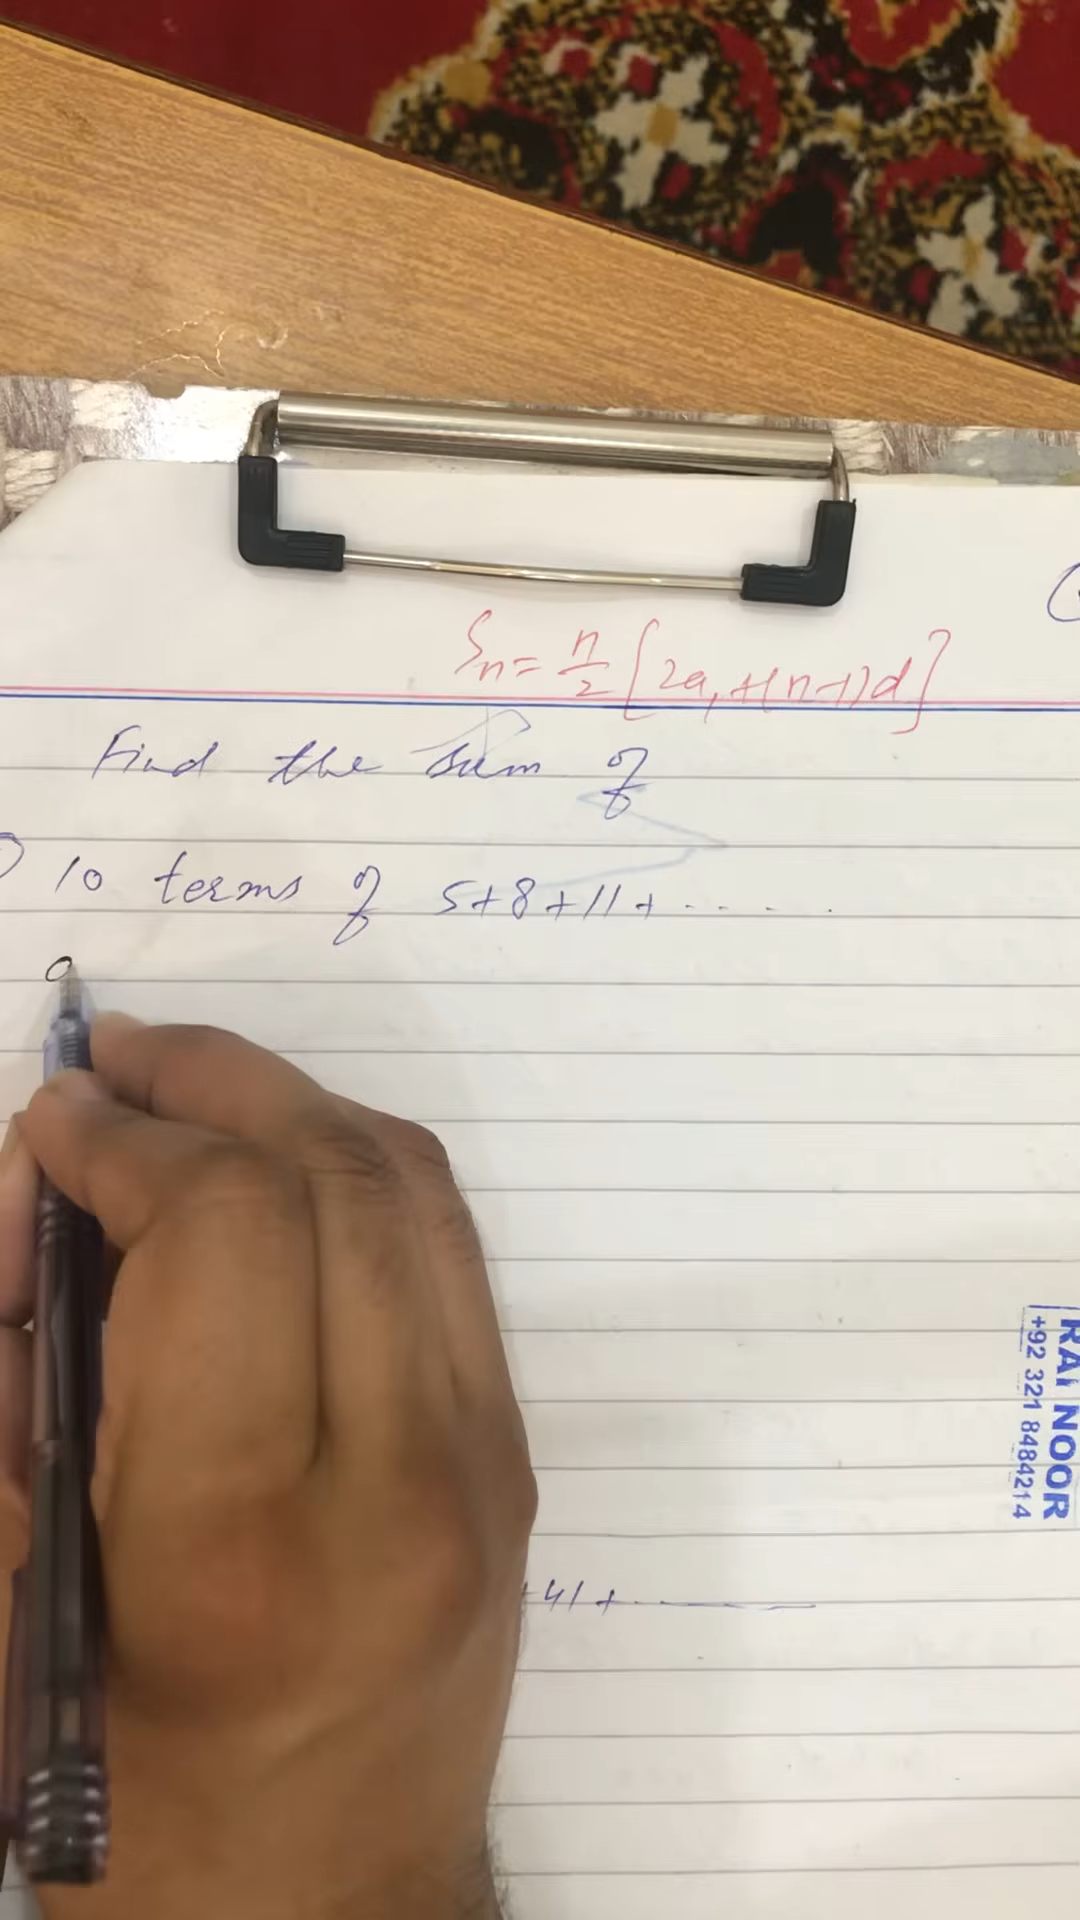 Sₙ = n/2 [2a₁ + (n-1)d]
Find the sum of
10 terms of 5+8+11+ .....
a
+41+
RAI NOOR
+92 321 8484214